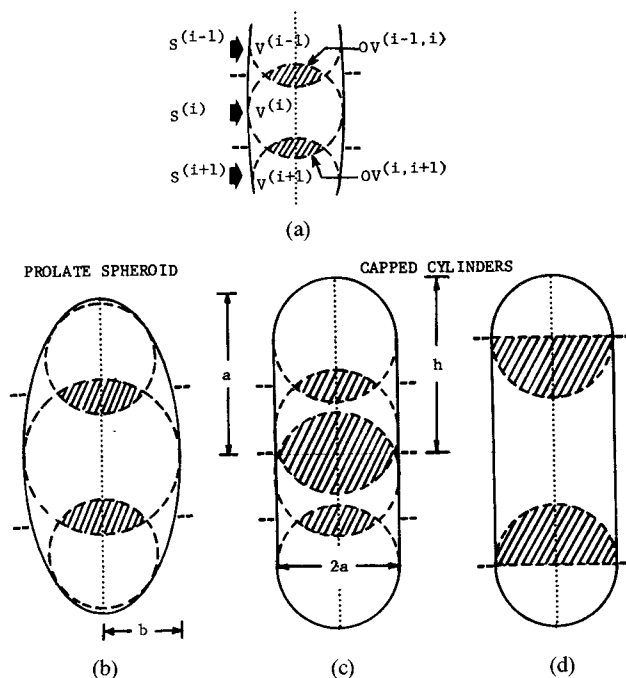 S(i-1) V(i-1) OV(i-1,i)
S(i) V(i)
S(i+1) V(i+1) OV(i,i+1)
(a)
PROLATE SPHEROID CAPPED CYLINDERS
a h
2a
b
(b) (c) (d)